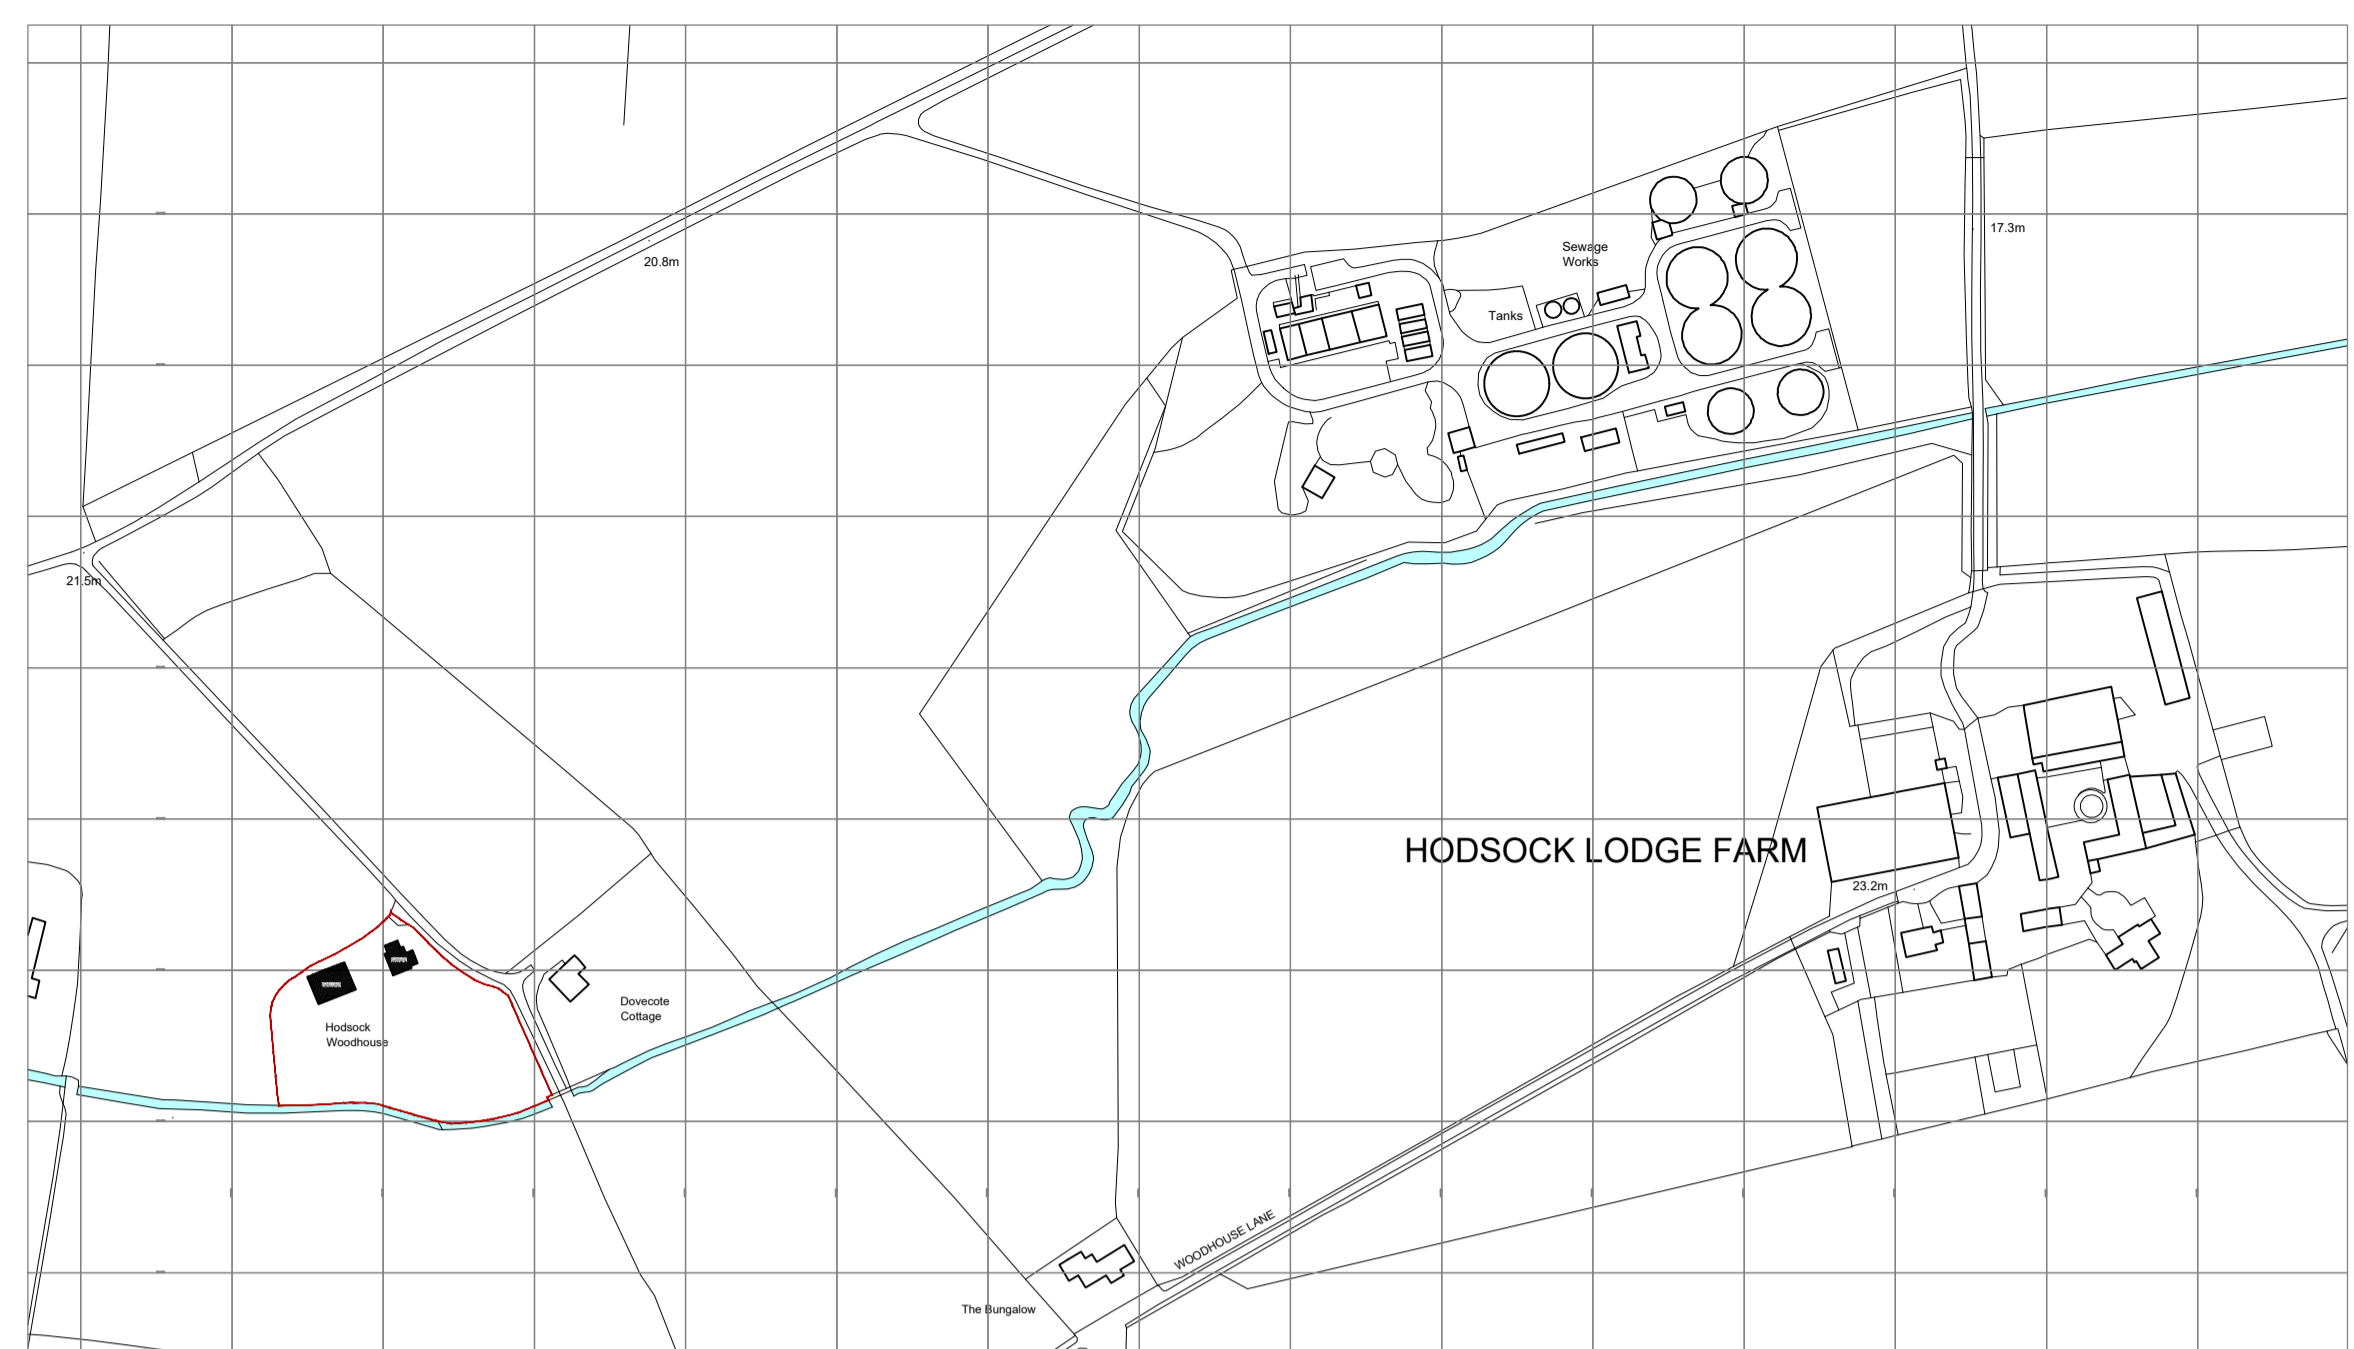 17.3m
Sewage
Works
20.8m
Tanks
21.5m
HODSOCK LODGE FARM
23.2m
Dovecote
Cottage
Hodsock
Woodhouse
WOODHOUSE LANE
The Bungalow